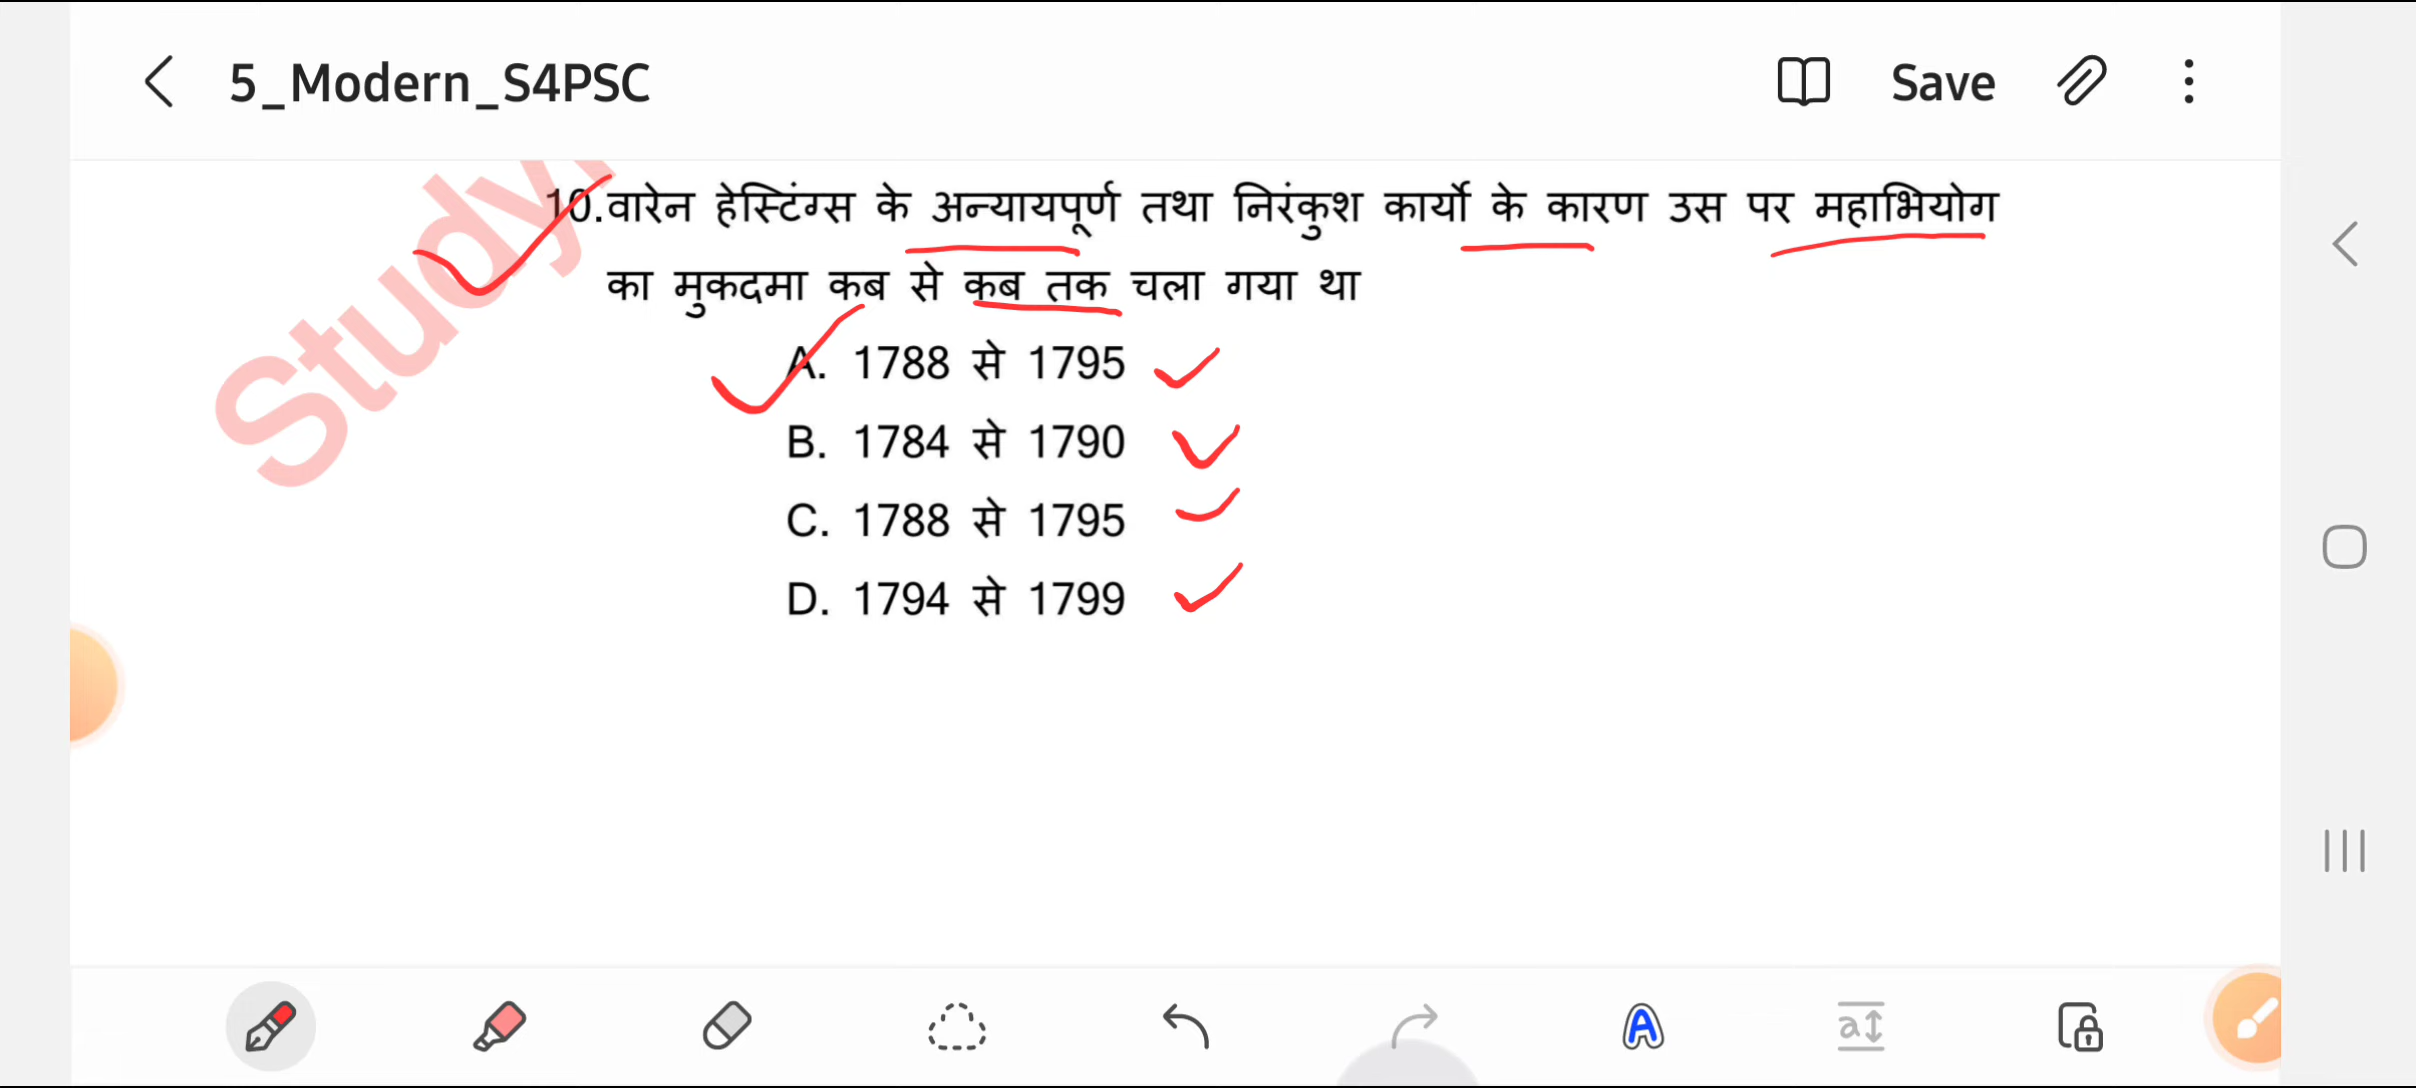 5_Modern_S4PSC
Save
Study
10.वारेन हेस्टिंग्स के अन्यायपूर्ण तथा निरंकुश कार्यो के कारण उस पर महाभियोग
का मुकदमा कब से कब तक चला गया था
A. 1788 से 1795
B. 1784 से 1790
C. 1788 से 1795
D. 1794 से 1799
A
a